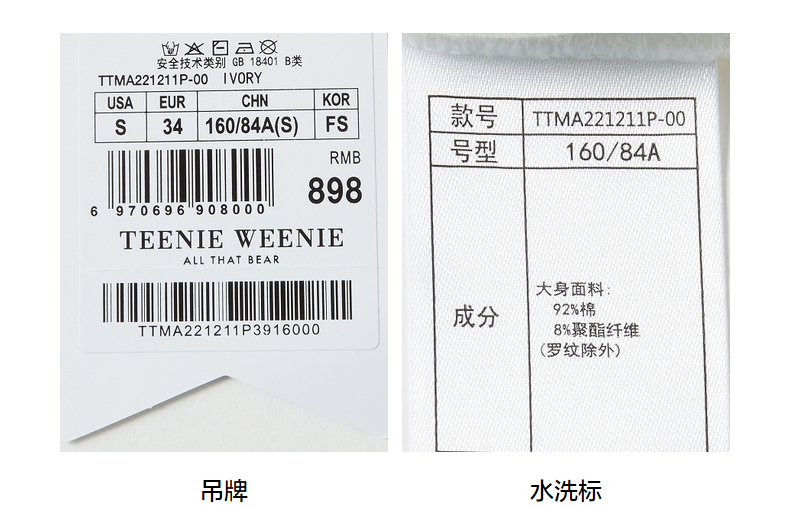 安全技术类别 GB 18401 B类
TTMA221211P-00 IVORY
USA EUR CHN KOR
S 34 160/84A(S) FS
RMB
898
6 970696 908000
TEENIE WEENIE
ALL THAT BEAR
TTMA221211P3916000
款号 TTMA221211P-00
号型 160/84A
成分
大身面料:
92%棉
8%聚酯纤维
(罗纹除外)
吊牌
水洗标